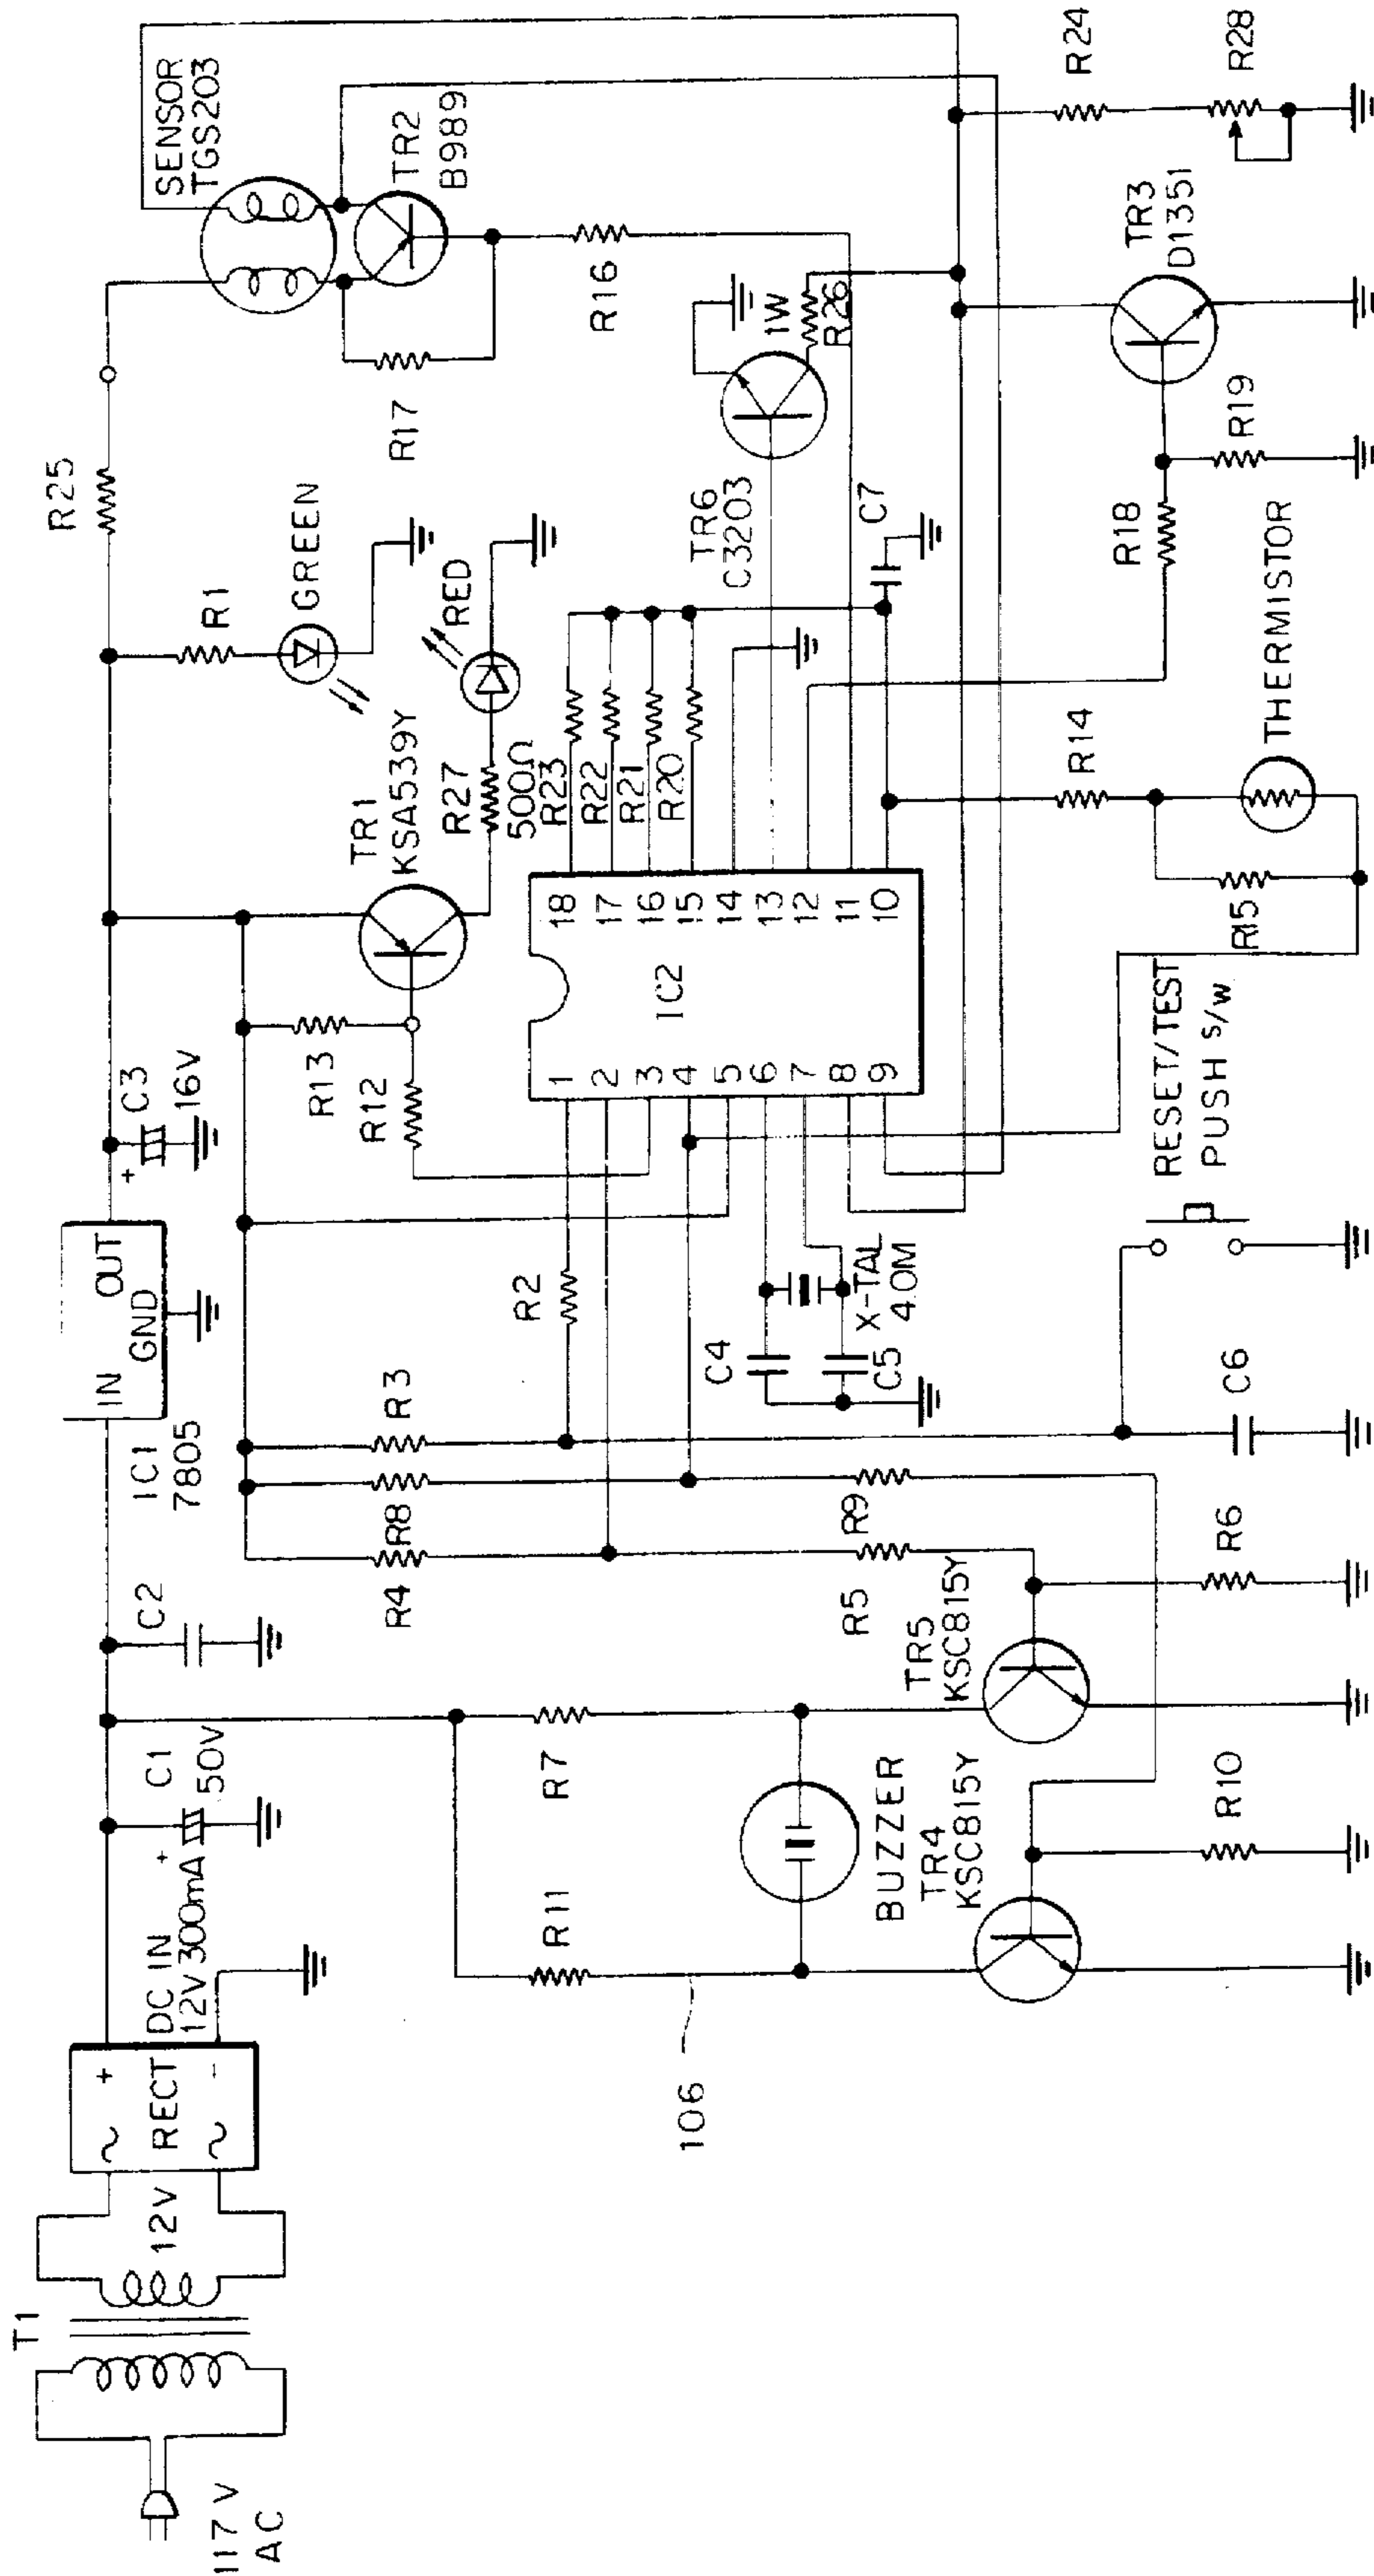 T1
117 V
AC
12V
RECT
+
-
DC IN
12V 300mA
+
C1
50V
C2
IC1
7805
IN
OUT
GND
+
C3
16V
R25
R1
GREEN
SENSOR
TGS203
TR2
B989
R17
R16
TR1
KSA539Y
R27
500Ω
RED
R13
R12
R23
R22
R21
R20
TR6
C3203
1W
R26
C7
IC2
1
2
3
4
5
6
7
8
9
18
17
16
15
14
13
12
11
10
R2
R3
R8
R4
R9
R5
C4
C5
X-TAL
4.0M
R7
R11
106
BUZZER
TR4
KSC815Y
TR5
KSC815Y
R10
R6
C6
RESET/TEST
PUSH S/W
R15
R14
THERMISTOR
R18
R19
TR3
D1351
R24
R28